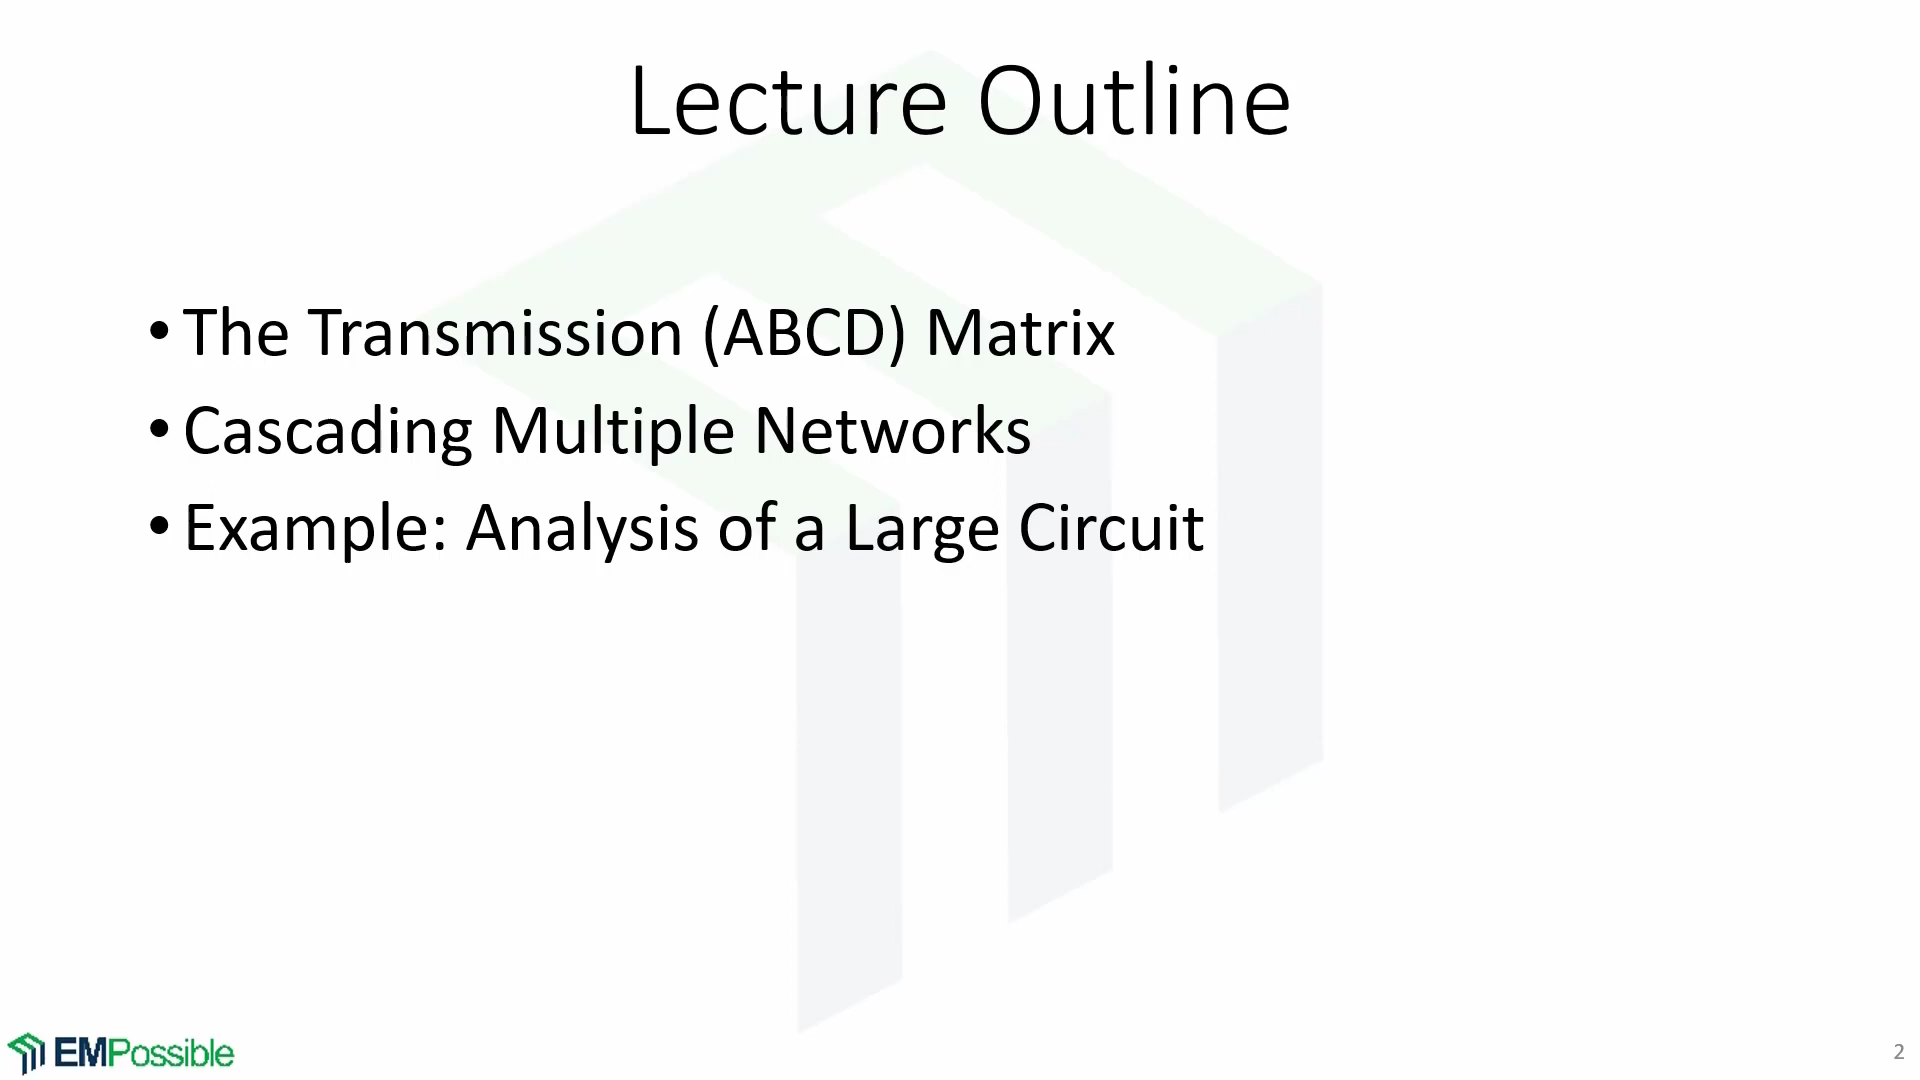 Lecture Outline
• The Transmission (ABCD) Matrix
• Cascading Multiple Networks
• Example: Analysis of a Large Circuit
EMPossible
2